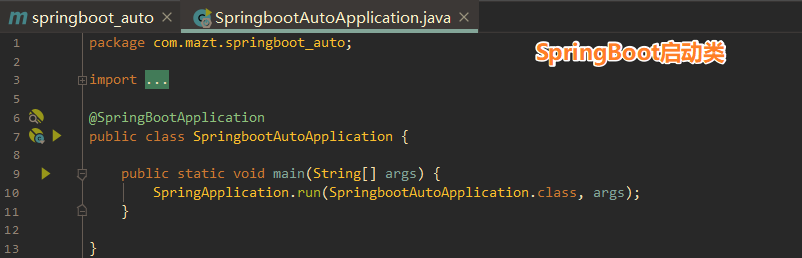 springboot_auto
SpringbootAutoApplication.java
SpringBoot启动类
1 package com.mazt.springboot_auto;
2
3 import ...
5
6 @SpringBootApplication
7 public class SpringbootAutoApplication {
8
9 public static void main(String[] args) {
10 SpringApplication.run(SpringbootAutoApplication.class, args);
11 }
12
13 }